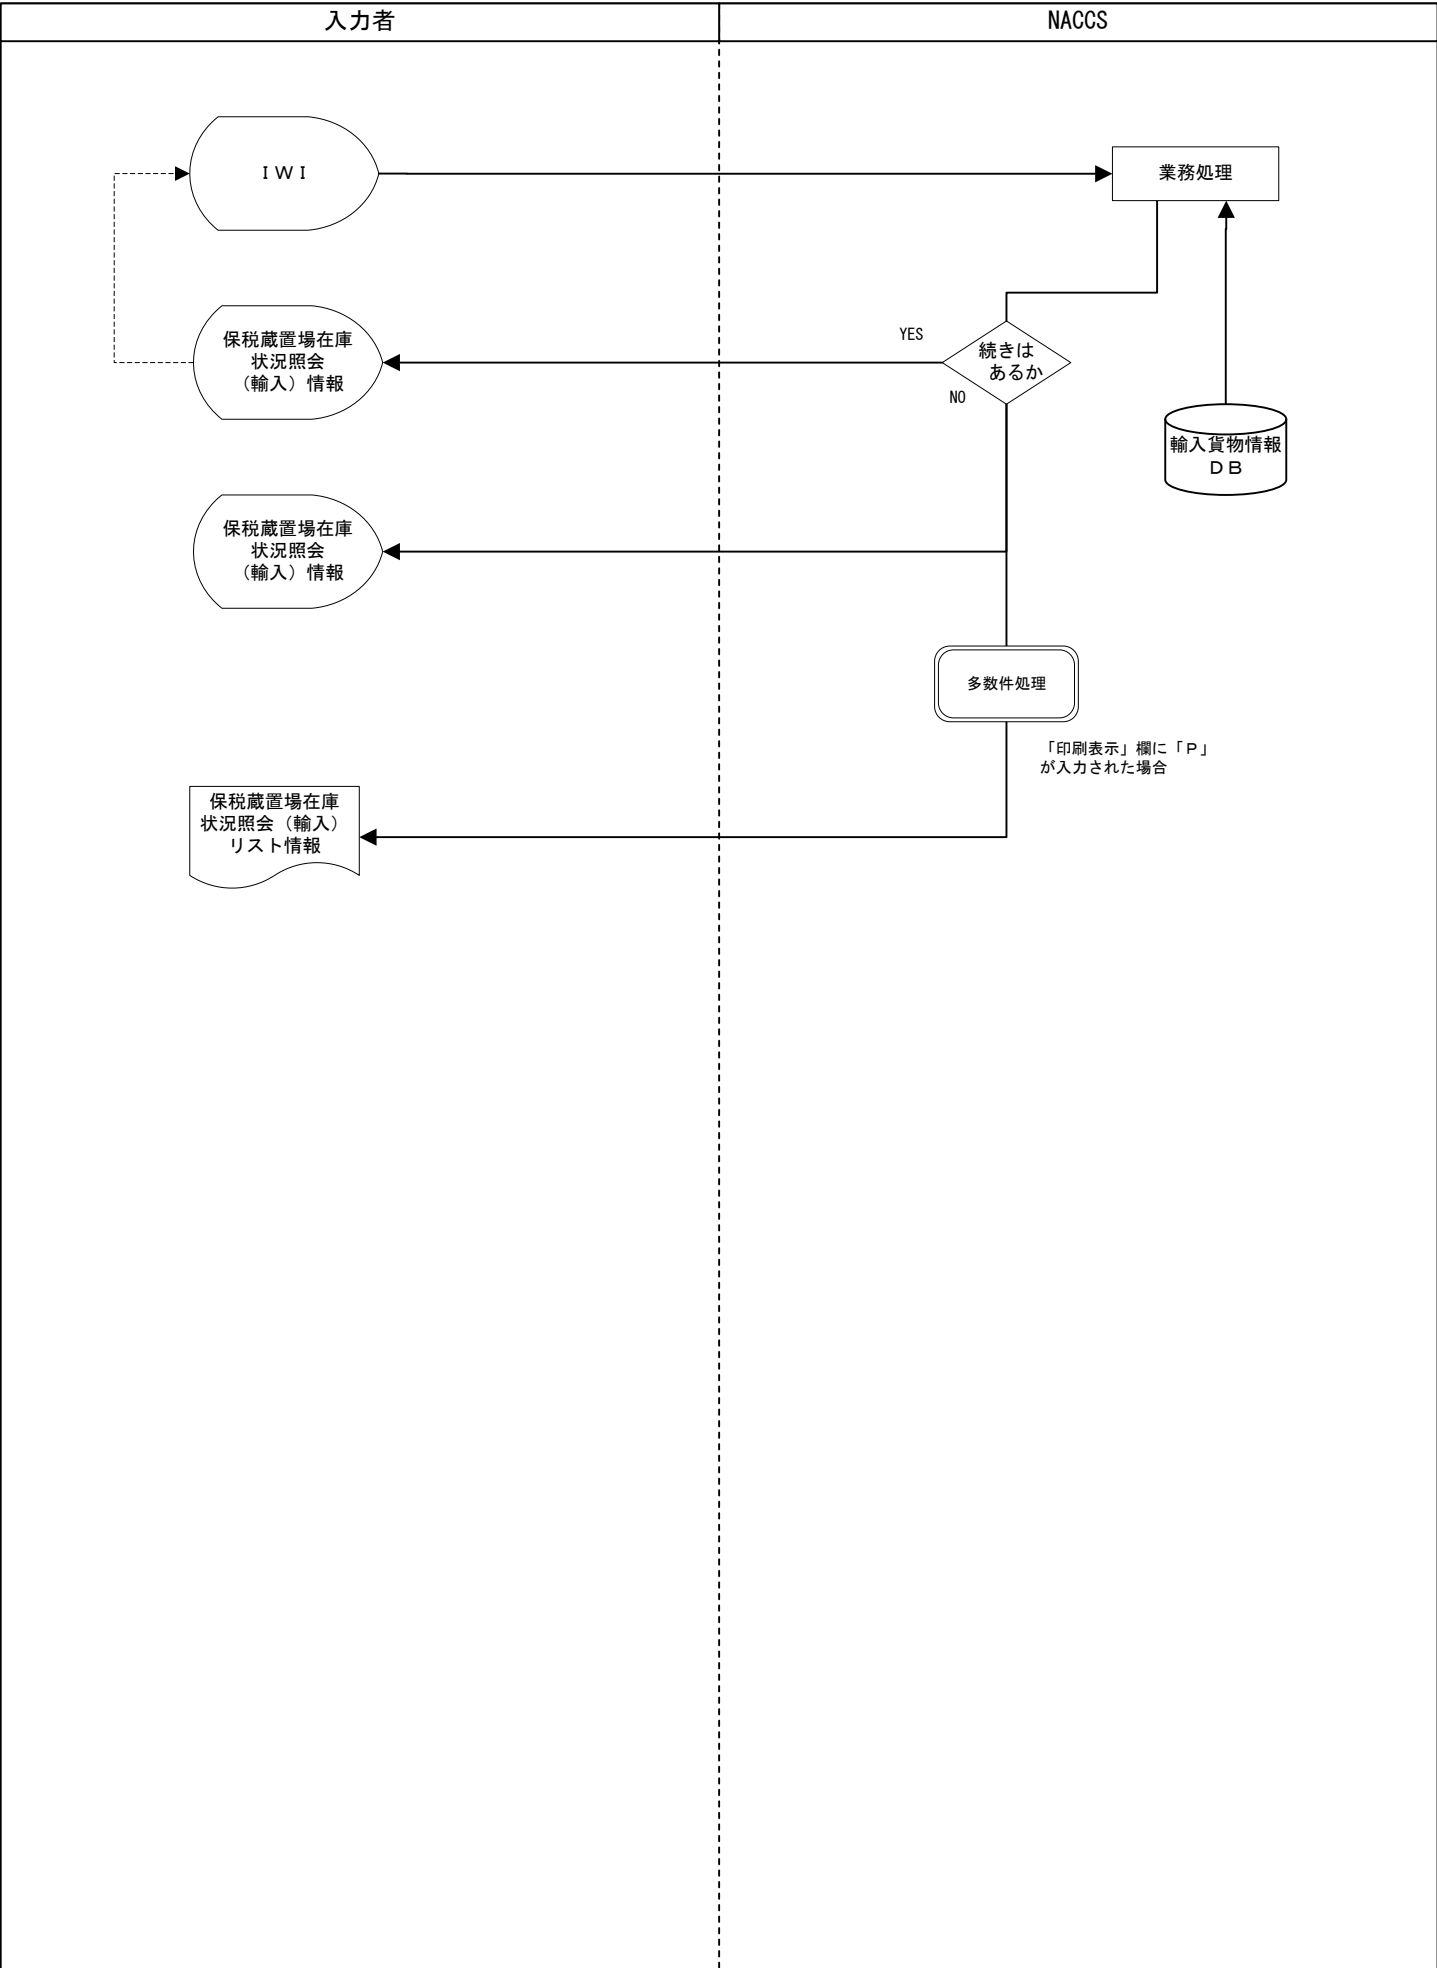 入力者
NACCS
ＩＷＩ
業務処理
保税蔵置場在庫
状況照会
（輸入）情報
YES
続きは
あるか
NO
輸入貨物情報
ＤＢ
保税蔵置場在庫
状況照会
（輸入）情報
多数件処理
「印刷表示」欄に「Ｐ」
が入力された場合
保税蔵置場在庫
状況照会（輸入）
リスト情報